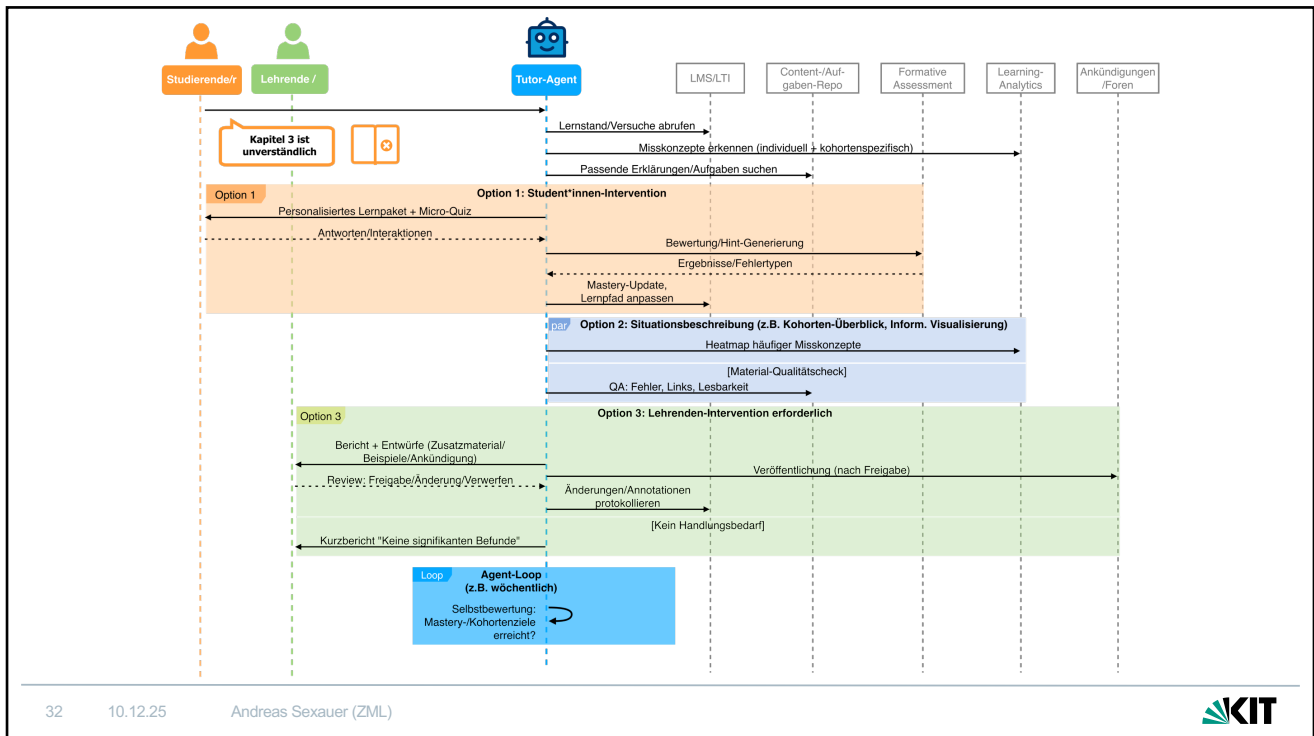 Studierende/r
Lehrende /
Tutor-Agent
LMS/LTI
Content-/Auf-
gaben-Repo
Formative
Assessment
Learning-
Analytics
Ankündigungen
/Foren
Kapitel 3 ist
unverständlich
Lernstand/Versuche abrufen
Misskonzepte erkennen (individuell + kohortenspezifisch)
Passende Erklärungen/Aufgaben suchen
Option 1
Option 1: Student*innen-Intervention
Personalisiertes Lernpaket + Micro-Quiz
Antworten/Interaktionen
Bewertung/Hint-Generierung
Ergebnisse/Fehlertypen
Mastery-Update,
Lernpfad anpassen
par
Option 2: Situationsbeschreibung (z.B. Kohorten-Überblick, Inform. Visualisierung)
Heatmap häufiger Misskonzepte
[Material-Qualitätscheck]
QA: Fehler, Links, Lesbarkeit
Option 3
Option 3: Lehrenden-Intervention erforderlich
Bericht + Entwürfe (Zusatzmaterial/
Beispiele/Ankündigung)
Veröffentlichung (nach Freigabe)
Review: Freigabe/Änderung/Verwerfen
Änderungen/Annotationen
protokollieren
[Kein Handlungsbedarf]
Kurzbericht "Keine signifikanten Befunde"
Loop
Agent-Loop
(z.B. wöchentlich)
Selbstbewertung:
Mastery-/Kohortenziele
erreicht?
32 10.12.25 Andreas Sexauer (ZML)
KIT